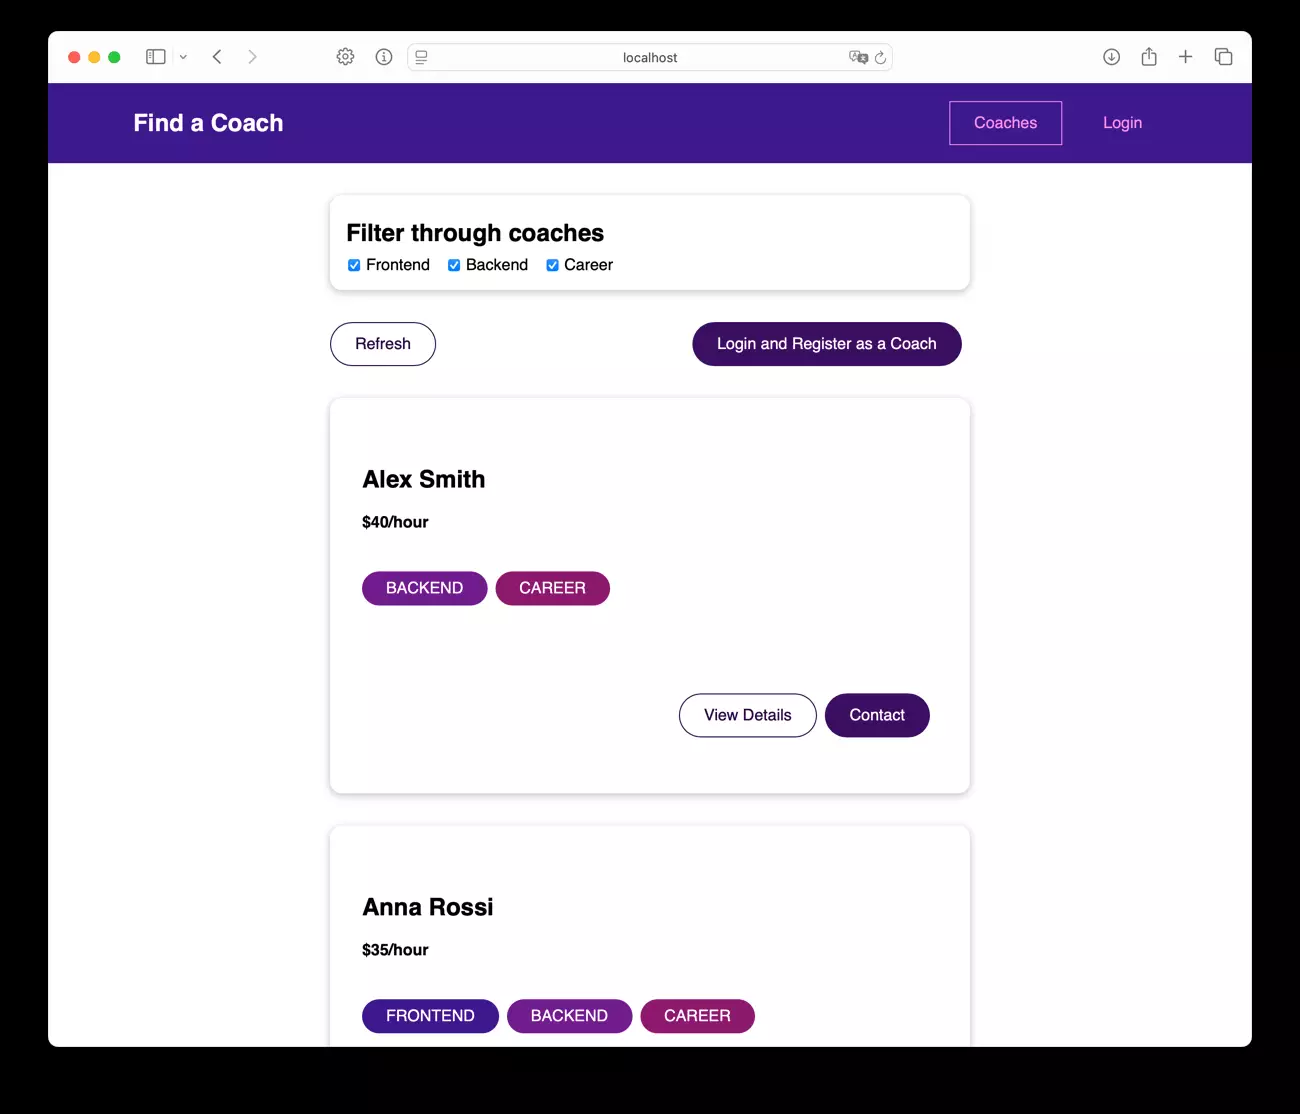 localhost
Find a Coach
Coaches
Login
Filter through coaches
Frontend Backend Career
Refresh
Login and Register as a Coach
Alex Smith
$40/hour
BACKEND CAREER
View Details
Contact
Anna Rossi
$35/hour
FRONTEND BACKEND CAREER